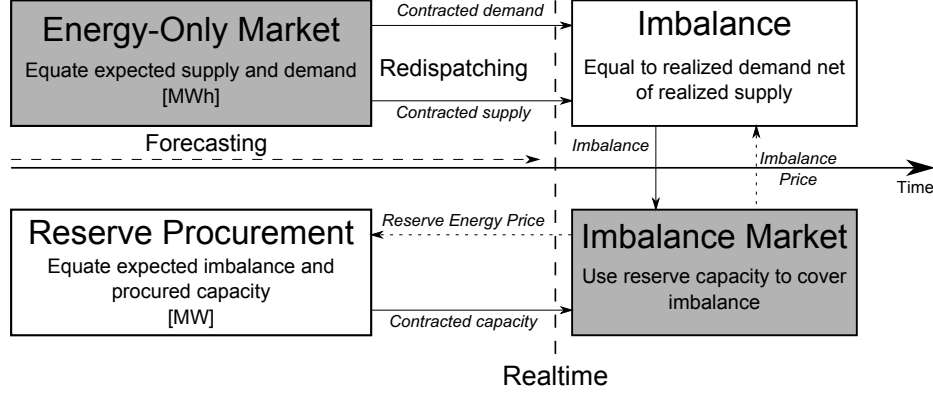 Energy-Only Market
Equate expected supply and demand
[MWh]
Contracted demand
Redispatching
Contracted supply
Imbalance
Equal to realized demand net
of realized supply
Forecasting
Imbalance
Imbalance
Price
Time
Reserve Procurement
Equate expected imbalance and
procured capacity
[MW]
Reserve Energy Price
Contracted capacity
Imbalance Market
Use reserve capacity to cover
imbalance
Realtime